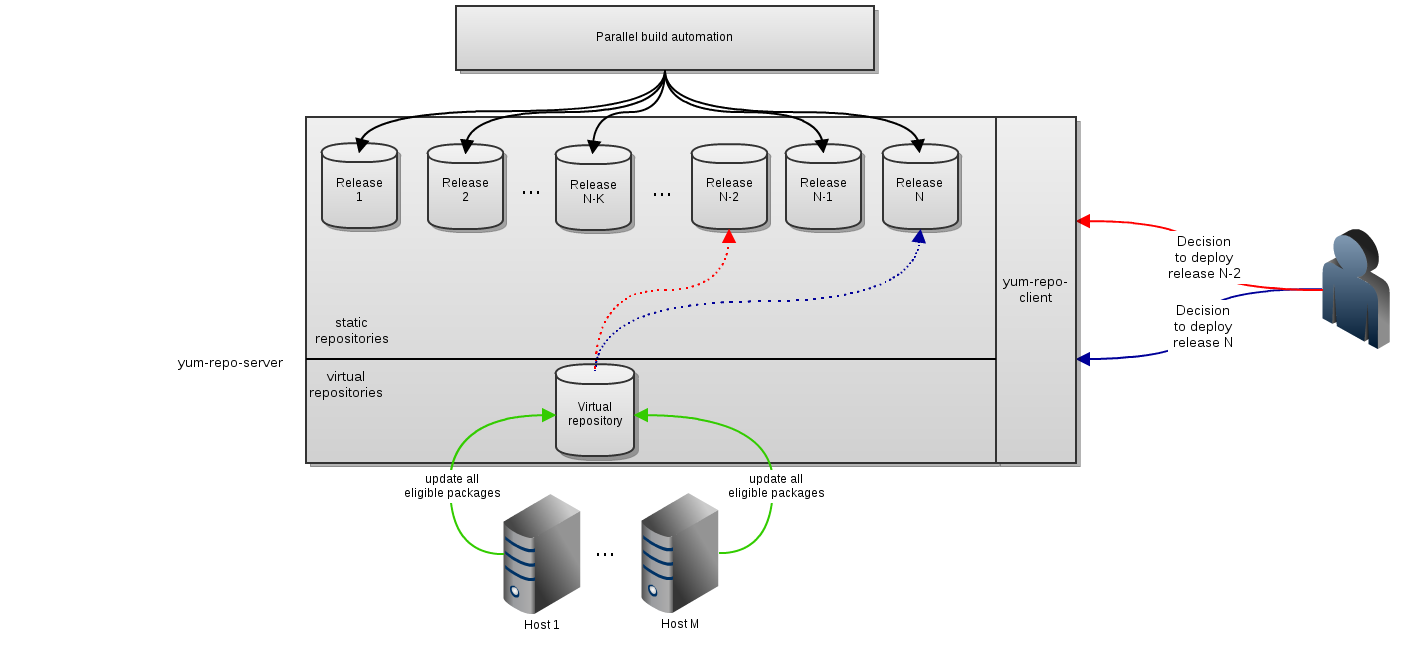 Parallel build automation
Release
1
Release
2
...
Release
N-K
...
Release
N-2
Release
N-1
Release
N
Decision
to deploy
release N-2
yum-repo-
client
Decision
to deploy
release N
static
repositories
yum-repo-server
virtual
repositories
Virtual
repository
update all
eligible packages
update all
eligible packages
...
Host 1
Host M